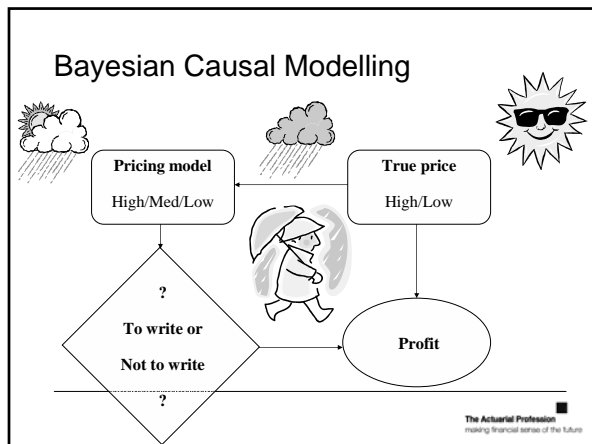 Bayesian Causal Modelling
Pricing model
High/Med/Low
True price
High/Low
?
To write or
Not to write
?
Profit
The Actuarial Profession
making financial sense of the future